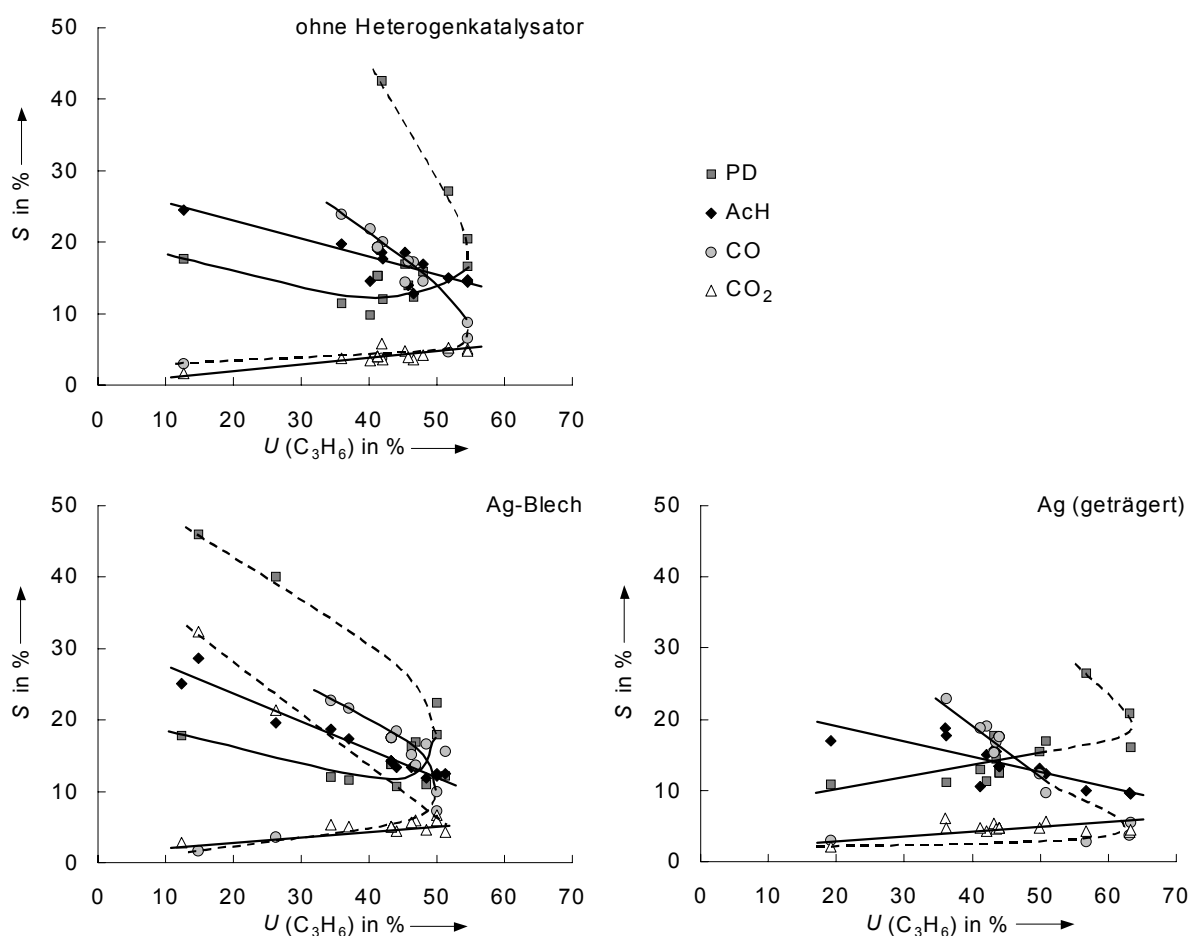 ohne Heterogenkatalysator
S in %
50
40
30
20
10
0
0 10 20 30 40 50 60 70
U (C₃H₆) in %
PD
AcH
CO
CO₂
Ag-Blech
S in %
50
40
30
20
10
0
0 10 20 30 40 50 60 70
U (C₃H₆) in %
Ag (geträgert)
S in %
50
40
30
20
10
0
0 10 20 30 40 50 60 70
U (C₃H₆) in %